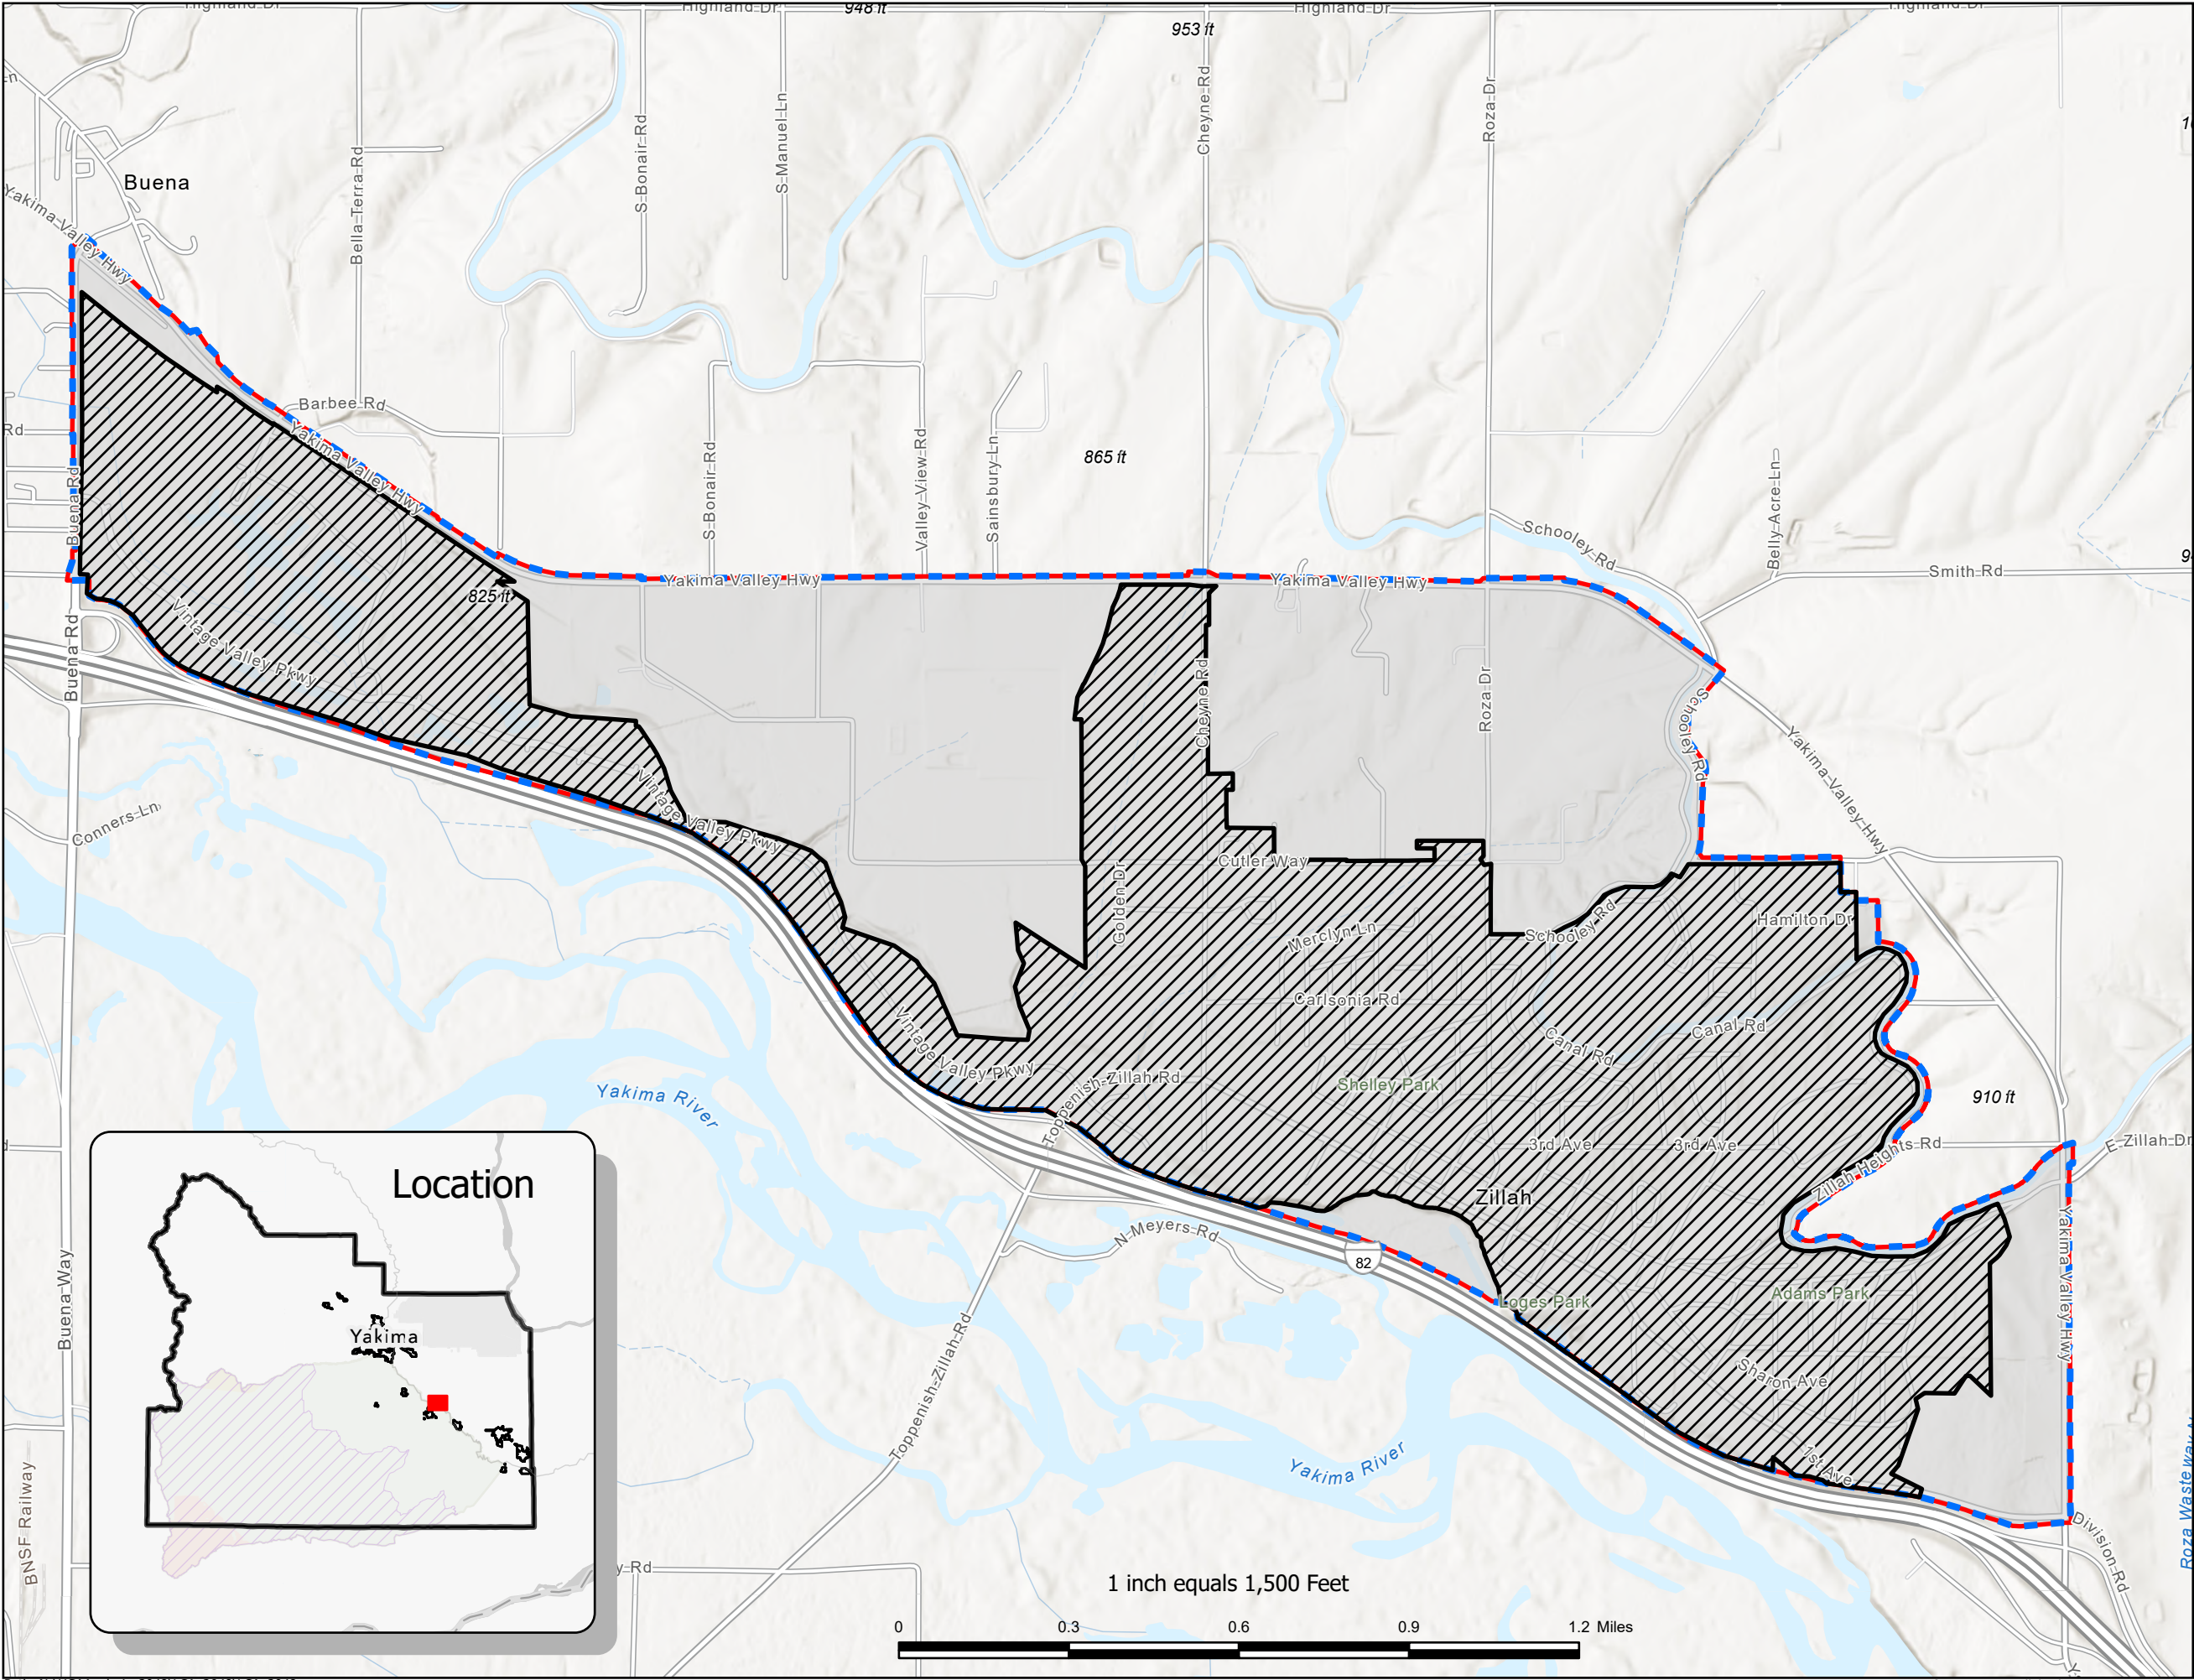 Highland Dr
Highland Dr
948 ft
Highland Dr
Highland Dr
953 ft
Cheyne Rd
Roza Dr
S Bonair Rd
S Manuel Ln
Bella Terra Rd
Buena
Yakima Valley Hwy
Barbee Rd
Yakima Valley Hwy
Buena Rd
Rd
S Bonair Rd
Valley View Rd
Sainsbury Ln
865 ft
Belly Acre Ln
Schooley Rd
Smith Rd
Yakima Valley Hwy
Yakima Valley Hwy
825 ft
Vintage Valley Pkwy
Buena Rd
Cheyne Rd
Roza Dr
Schooley Rd
Yakima Valley Hwy
Vintage Valley Pkwy
Conners Ln
Cutler Way
Golden Dr
Merclyn Ln
Schooley Rd
Hamilton Dr
Carlsonia Rd
Canal Rd
Canal Rd
Vintage Valley Pkwy
Toppenish-Zillah Rd
Shelley Park
Yakima River
910 ft
3rd Ave
3rd Ave
Zillah Heights Rd
E Zillah Dr
Zillah
N Meyers Rd
82
Loges Park
Adams Park
Yakima Valley Hwy
Buena Way
Location
Yakima
Toppenish-Zillah Rd
Sharon Ave
Yakima River
1st Ave
BNSF Railway
Division Rd
y Rd
1 inch equals 1,500 Feet
0 0.3 0.6 0.9 1.2 Miles